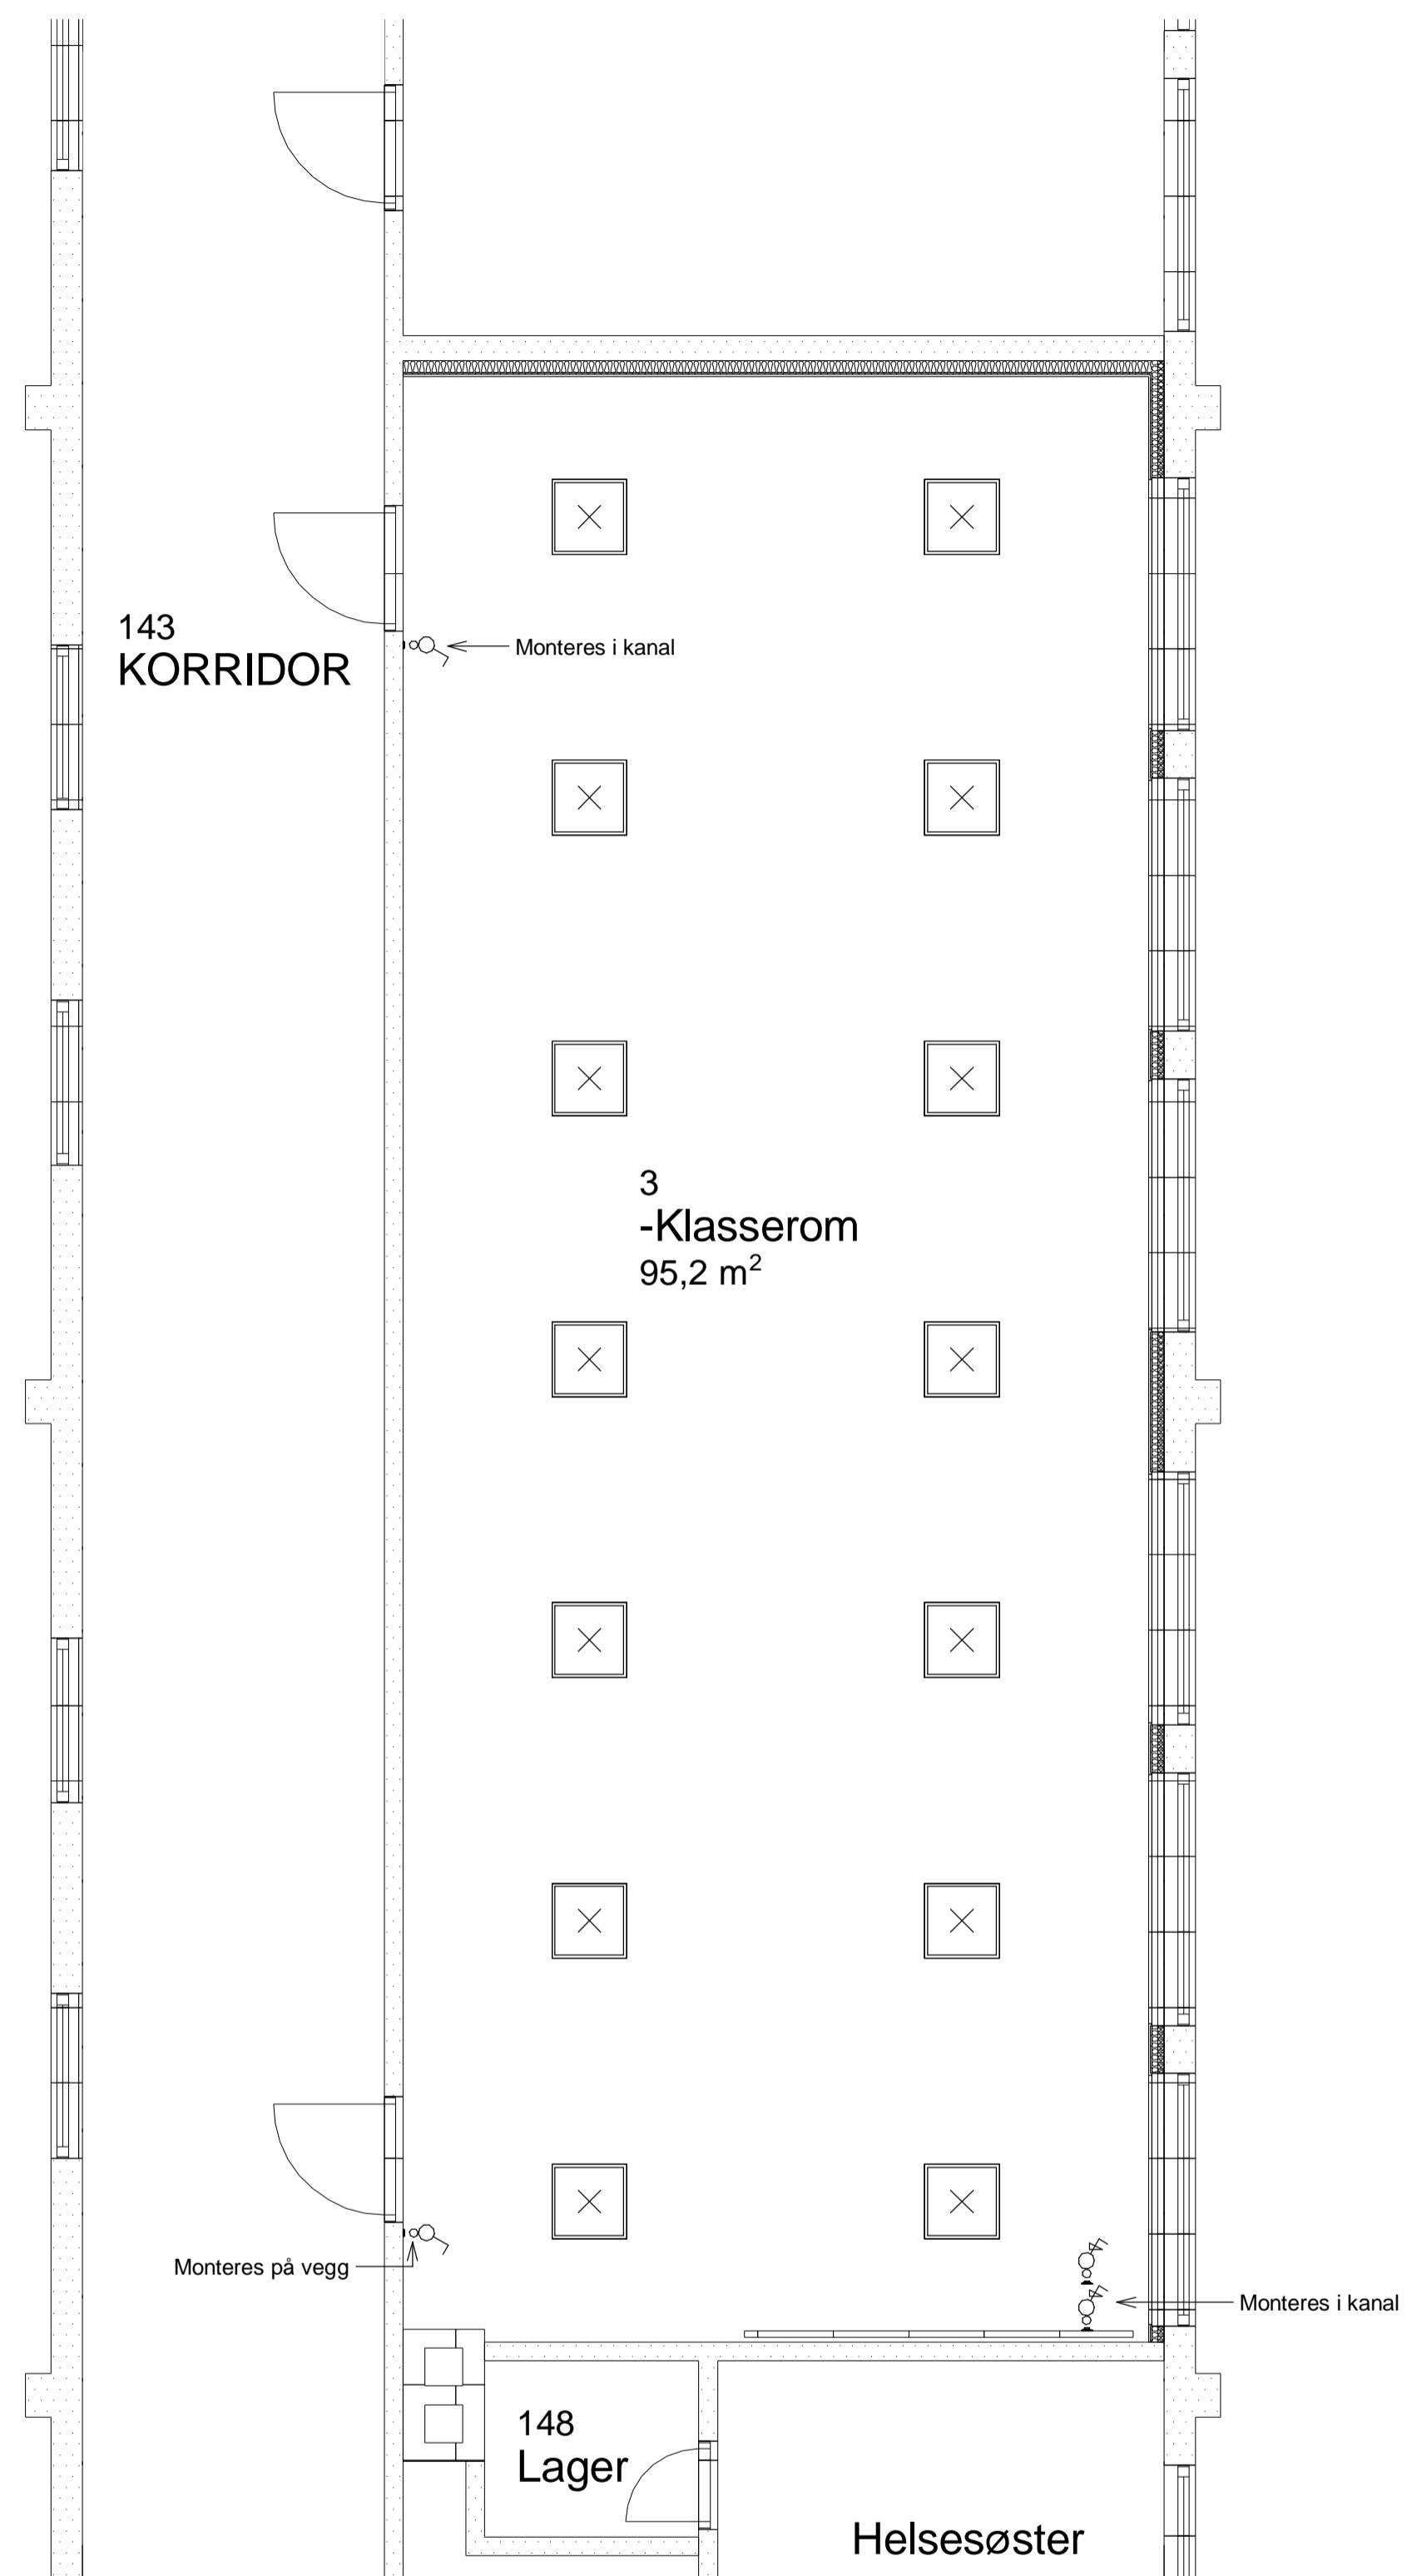 143
KORRIDOR
Monteres i kanal
3
-Klasserom
95,2 m²
Monteres på vegg
Monteres i kanal
148
Lager
Helsesøster